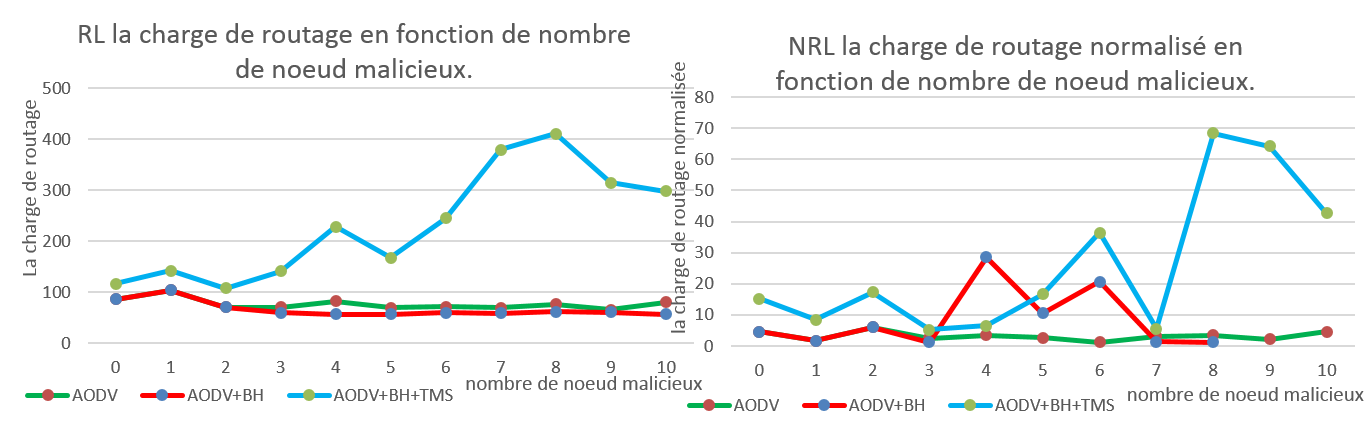 RL la charge de routage en fonction de nombre
de noeud malicieux.
La charge de routage
500
400
300
200
100
0
0 1 2 3 4 5 6 7 8 9 10
nombre de noeud malicieux
AODV AODV+BH AODV+BH+TMS
NRL la charge de routage normalisé en
fonction de nombre de noeud malicieux.
la charge de routage normalisée
80
70
60
50
40
30
20
10
0
0 1 2 3 4 5 6 7 8 9 10
nombre de noeud malicieux
AODV AODV+BH AODV+BH+TMS